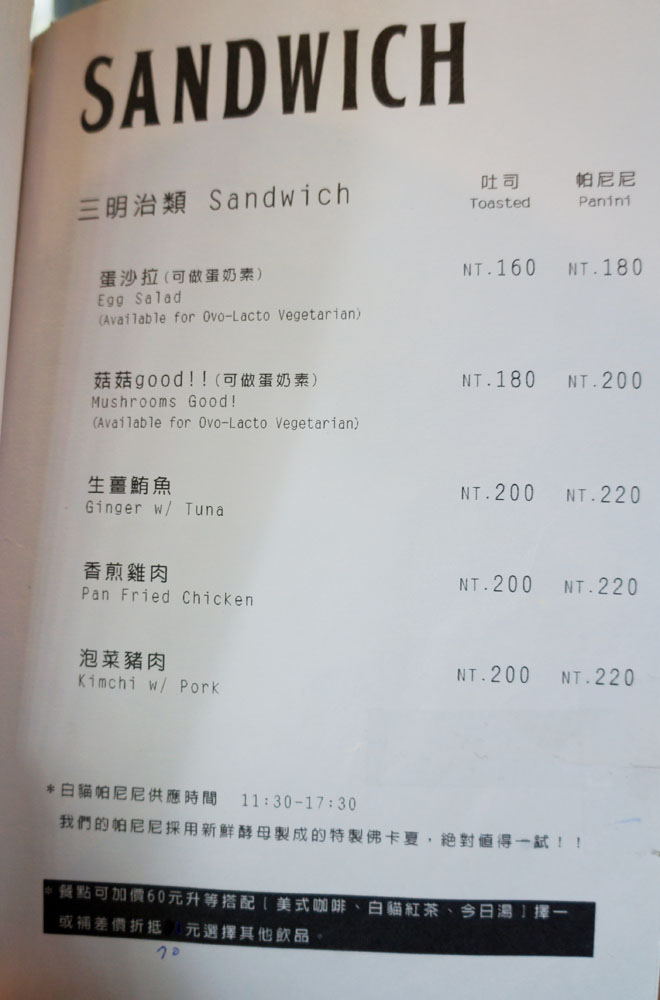 SANDWICH
三明治類 Sandwich
吐司 帕尼尼
Toasted Panini
蛋沙拉(可做蛋奶素) NT.160 NT.180
Egg Salad
(Available for Ovo-Lacto Vegetarian)
菇菇good!!(可做蛋奶素) NT.180 NT.200
Mushrooms Good!
(Available for Ovo-Lacto Vegetarian)
生薑鮪魚 NT.200 NT.220
Ginger w/ Tuna
香煎雞肉 NT.200 NT.220
Pan Fried Chicken
泡菜豬肉 NT.200 NT.220
Kimchi w/ Pork
*白貓帕尼尼供應時間 11:30-17:30
我們的帕尼尼採用新鮮酵母製成的特製佛卡夏，絕對值得一試！！
*餐點可加價60元升等搭配[美式咖啡、白貓紅茶、今日湯]擇一
或補差價折抵 元選擇其他飲品。
70